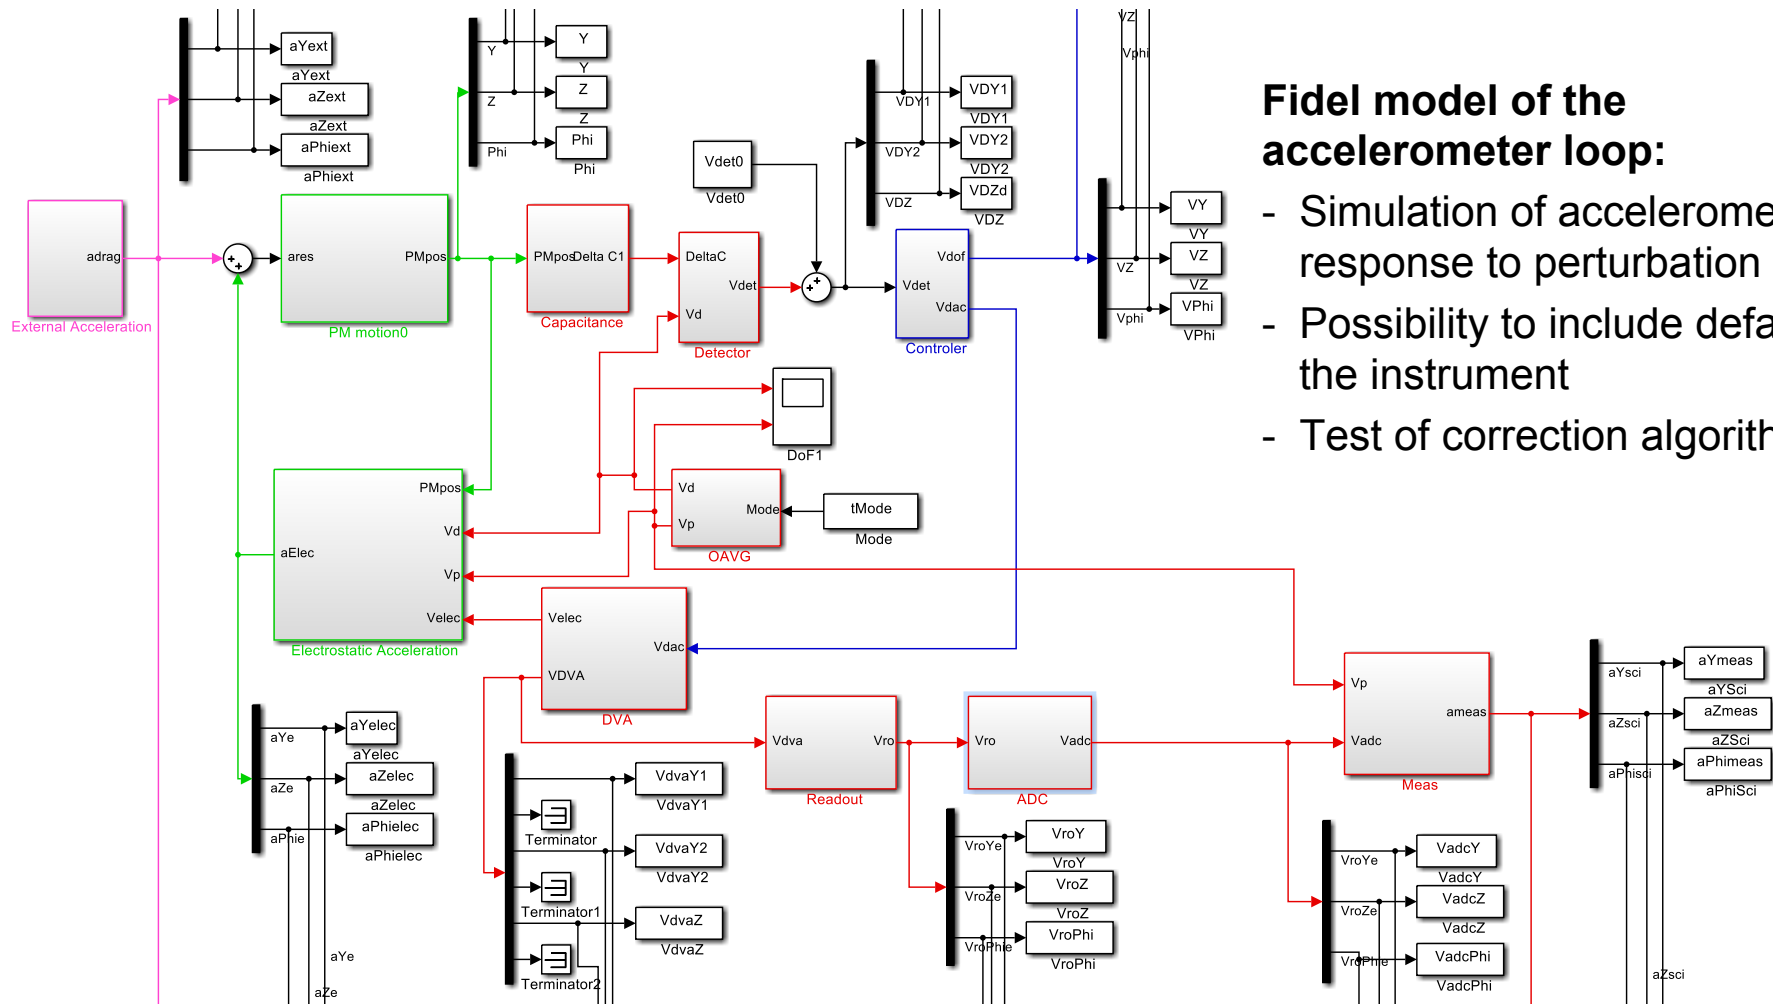 aYext
aYext
aZext
aZext
aPhiext
aPhiext
Y
Y
Y
Z
Z
Z
Phi
Phi
Phi
Vdet0
Vdet0
VDY1
VDY1
VDY1
VDY2
VDY2
VDY2
VDZ
VDZd
VDZ
VZ
Vphi
VY
VY
VZ
VZ
VZ
Vphi
VPhi
VPhi
Fidel model of the
accelerometer loop:
- Simulation of accelerome
response to perturbation
- Possibility to include defa
the instrument
- Test of correction algorith
adrag
External Acceleration
ares
PMpos
PM motion0
PMpos
Delta C1
Capacitance
DeltaC
Vdet
Vd
Detector
Vdof
Vdet
Vdac
Controler
DoF1
Vd
Mode
Vp
OAVG
tMode
Mode
PMpos
Vd
aElec
Vp
Velec
Electrostatic Acceleration
Velec
Vdac
VDVA
DVA
Vdva
Vro
Readout
Vro
Vadc
ADC
Vp
ameas
Vadc
Meas
aYsci
aYmeas
aYSci
aZsci
aZmeas
aZSci
aPhisci
aPhimeas
aPhiSci
aZsci
aYe
aYelec
aYelec
aZe
aZelec
aZelec
aPhie
aPhielec
aPhielec
aYe
aZe
VdvaY1
VdvaY1
Terminator
VdvaY2
VdvaY2
Terminator1
VdvaZ
VdvaZ
Terminator2
VroYe
VroY
VroY
VroZe
VroZ
VroZ
VroPhie
VroPhi
VroPhi
VroYe
VadcY
VadcY
VroZe
VadcZ
VadcZ
VroPhie
VadcPhi
VadcPhi